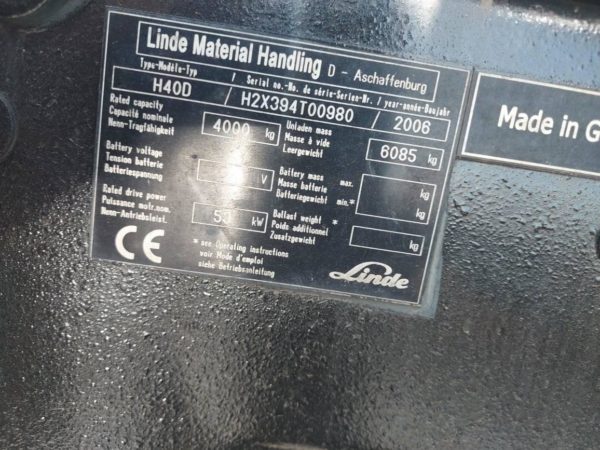 Linde Material Handling D - Aschaffenburg
Type-Modèle-Typ / Serial no.-No. de série-Serien-Nr. / year-année-Baujahr
H40D / H2X394T00980 / 2006
Rated capacity
Capacité nominale
Nenn-Tragfähigkeit
4000 kg
Unladen mass
Masse à vide
Leergewicht
6085 kg
Battery voltage
Tension batterie
Batteriespannung
V
Battery mass max.
Masse batterie
Batteriegewicht min.*
kg
kg
Rated drive power
Puissance motr.nom.
Nenn-Antriebsleist.
kW
Ballast weight *
Poids additionnel
Zusatzgewicht
kg
CE
* see Operating instructions
voir Mode d'emploi
siehe Betriebsanleitung
Linde
Made in G